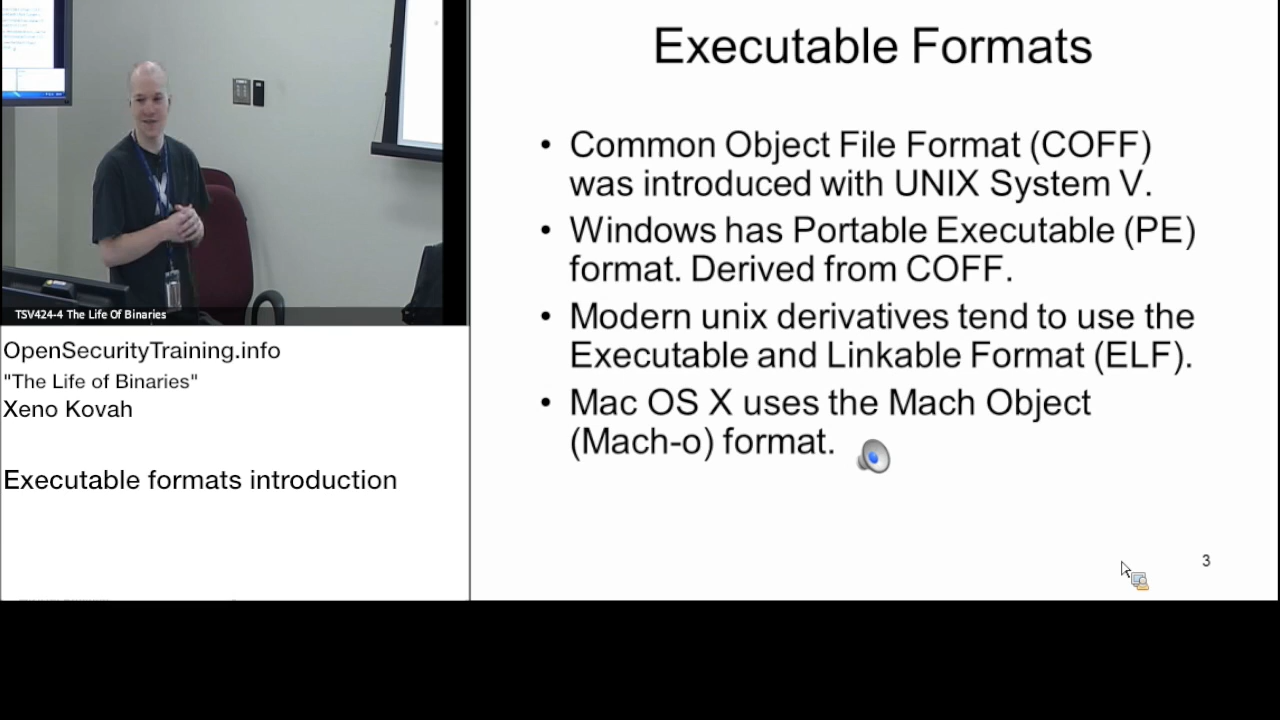 TSV424-4 The Life Of Binaries
OpenSecurityTraining.info
"The Life of Binaries"
Xeno Kovah
Executable formats introduction
Executable Formats
• Common Object File Format (COFF)
was introduced with UNIX System V.
• Windows has Portable Executable (PE)
format. Derived from COFF.
• Modern unix derivatives tend to use the
Executable and Linkable Format (ELF).
• Mac OS X uses the Mach Object
(Mach-o) format.
3